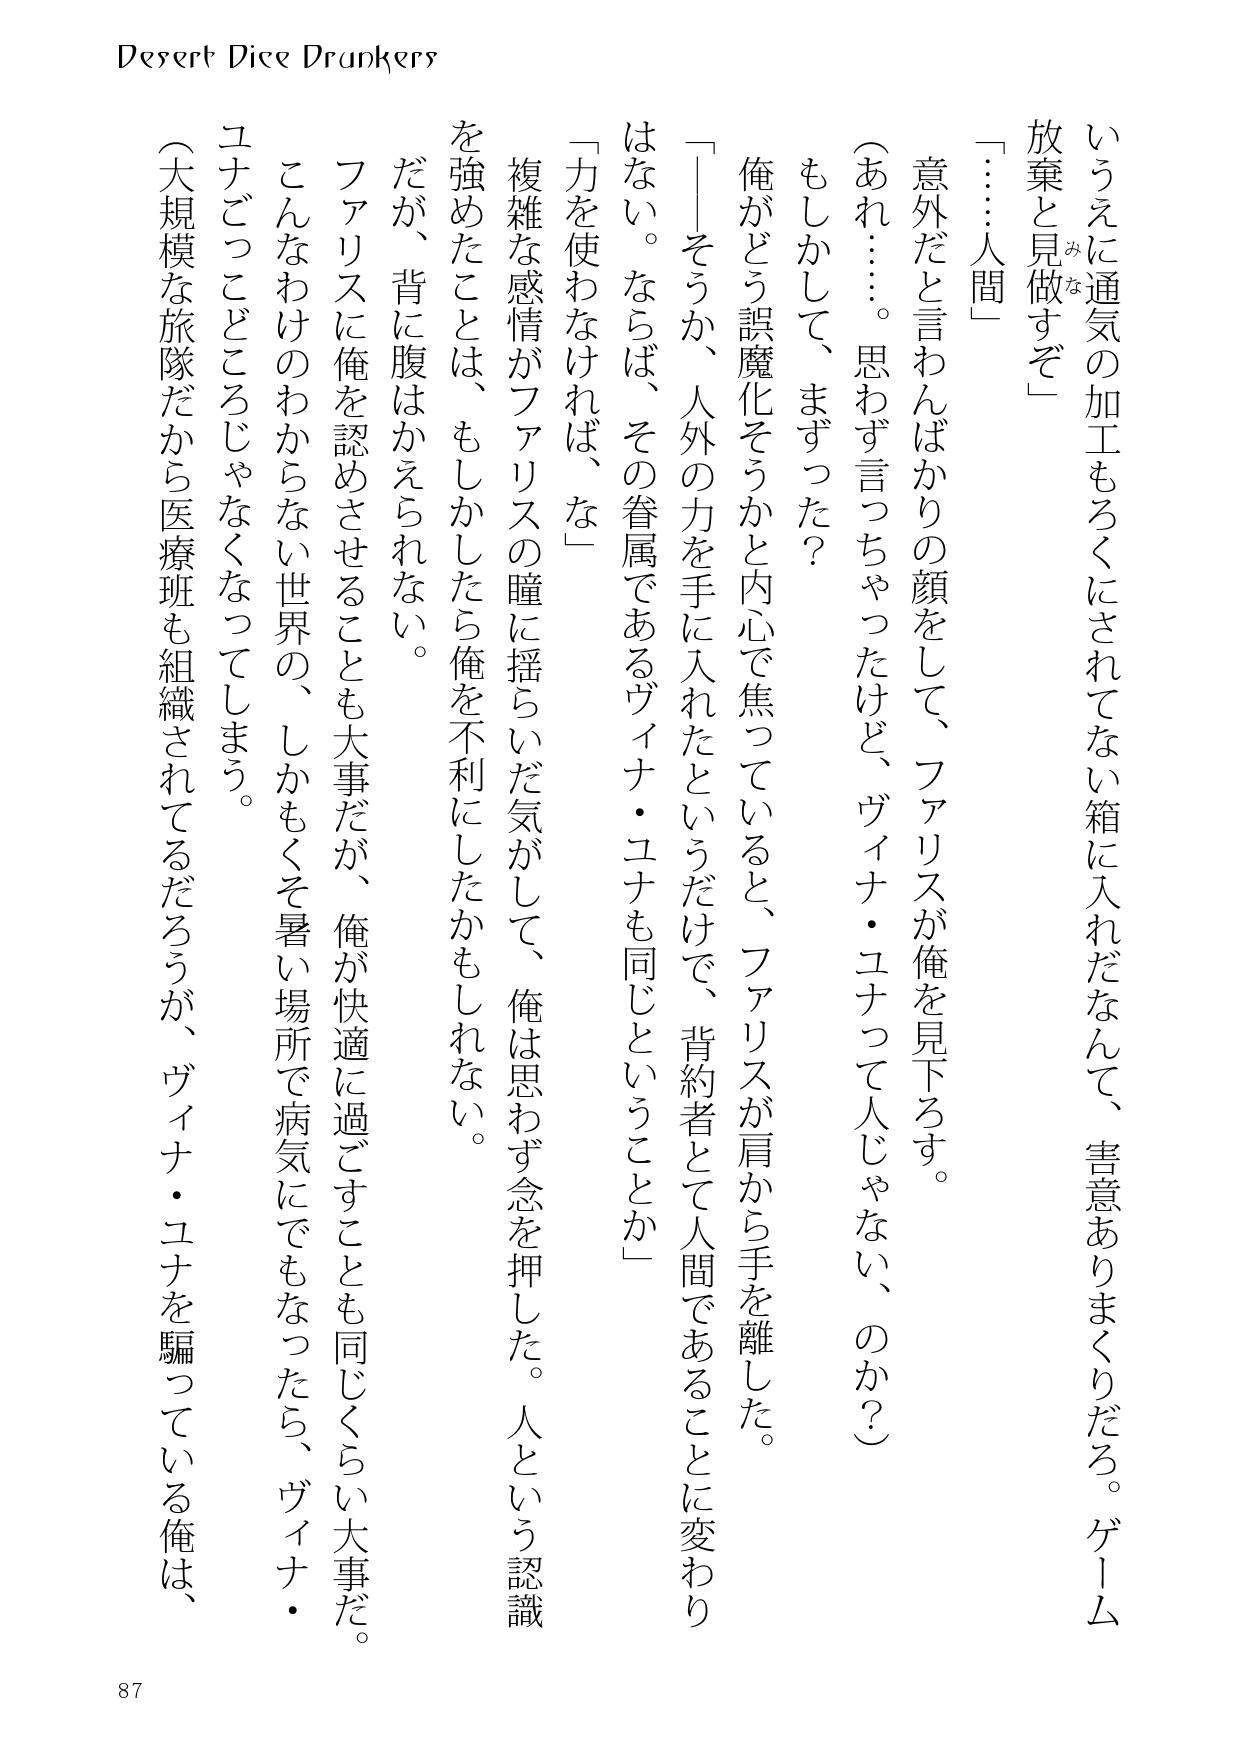 Desert Dice Drunkers
いうえに通気の加工もろくにされてない箱に入れだなんて、害意ありまくりだろ。ゲーム
放棄と見做すぞ」
「……人間」
意外だと言わんばかりの顔をして、ファリスが俺を見下ろす。
（あれ……。思わず言っちゃったけど、ヴィナ・ユナって人じゃない、のか？）
もしかして、まずった？
俺がどう誤魔化そうかと内心で焦っていると、ファリスが肩から手を離した。
「――そうか、人外の力を手に入れたというだけで、背約者とて人間であることに変わり
はない。ならば、その眷属であるヴィナ・ユナも同じということか」
「力を使わなければ、な」
複雑な感情がファリスの瞳に揺らいだ気がして、俺は思わず念を押した。人という認識
を強めたことは、もしかしたら俺を不利にしたかもしれない。
だが、背に腹はかえられない。
ファリスに俺を認めさせることも大事だが、俺が快適に過ごすことも同じくらい大事だ。
こんなわけのわからない世界の、しかもくそ暑い場所で病気にでもなったら、ヴィナ・
ユナごっこどころじゃなくなってしまう。
（大規模な旅隊だから医療班も組織されてるだろうが、ヴィナ・ユナを騙っている俺は、
87